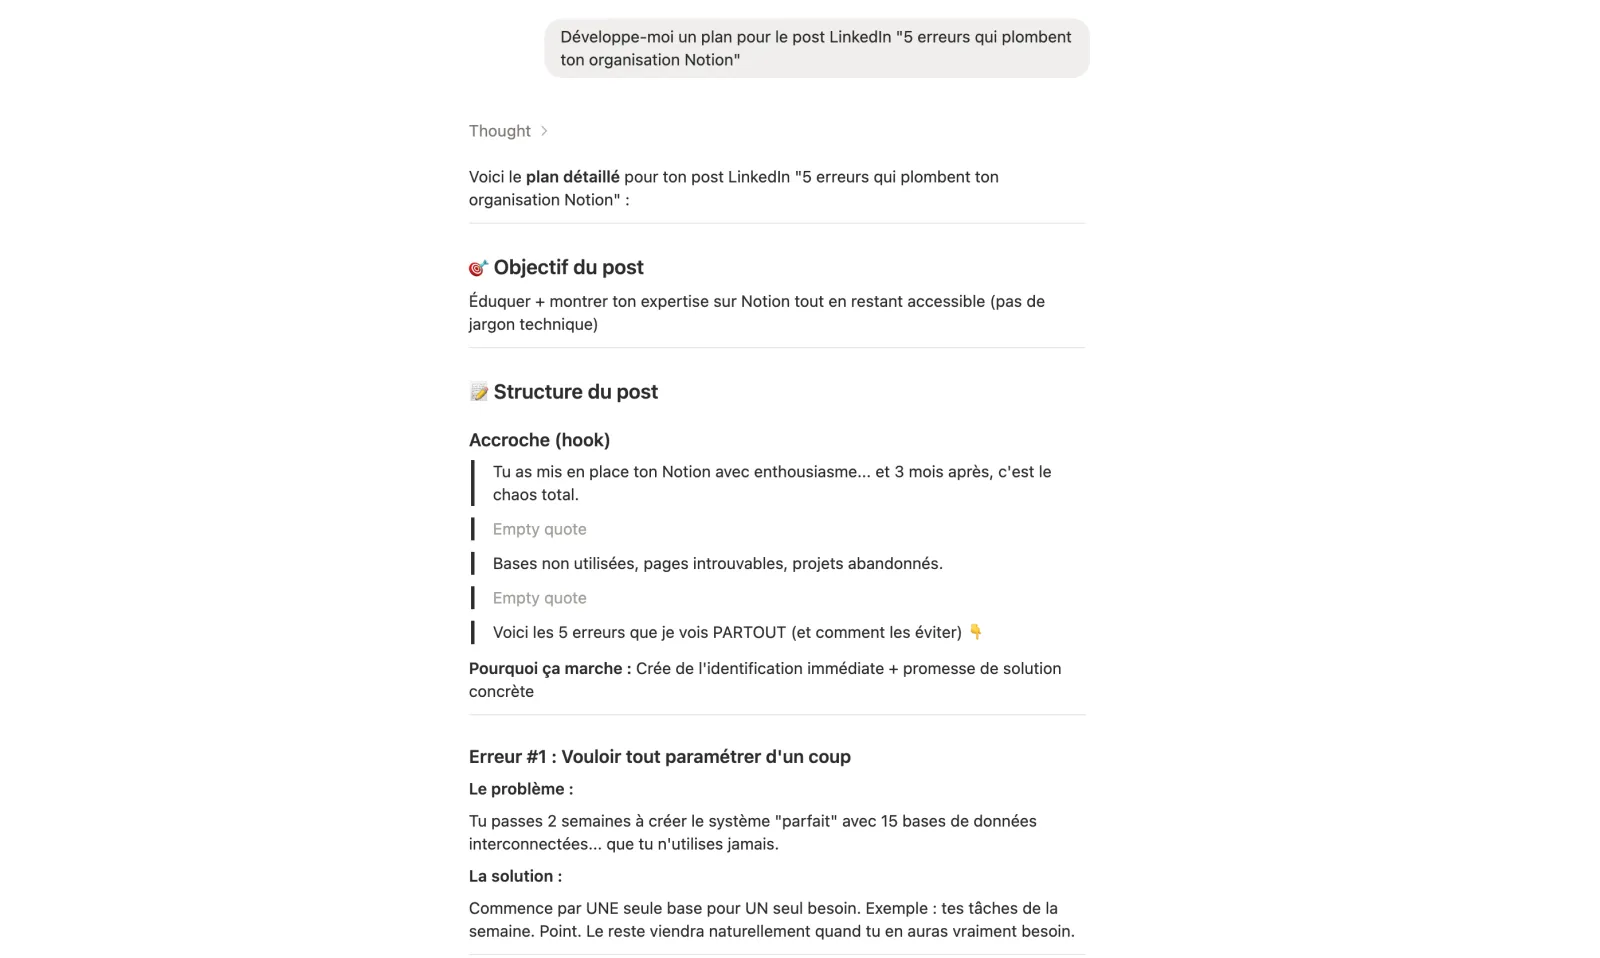 Développe-moi un plan pour le post LinkedIn "5 erreurs qui plombent
ton organisation Notion"
Thought >
Voici le plan détaillé pour ton post LinkedIn "5 erreurs qui plombent ton
organisation Notion" :
🎯 Objectif du post
Éduquer + montrer ton expertise sur Notion tout en restant accessible (pas de
jargon technique)
📝 Structure du post
Accroche (hook)
Tu as mis en place ton Notion avec enthousiasme... et 3 mois après, c'est le
chaos total.
Empty quote
Bases non utilisées, pages introuvables, projets abandonnés.
Empty quote
Voici les 5 erreurs que je vois PARTOUT (et comment les éviter) 👇
Pourquoi ça marche : Crée de l'identification immédiate + promesse de solution
concrète
Erreur #1 : Vouloir tout paramétrer d'un coup
Le problème :
Tu passes 2 semaines à créer le système "parfait" avec 15 bases de données
interconnectées... que tu n'utilises jamais.
La solution :
Commence par UNE seule base pour UN seul besoin. Exemple : tes tâches de la
semaine. Point. Le reste viendra naturellement quand tu en auras vraiment besoin.